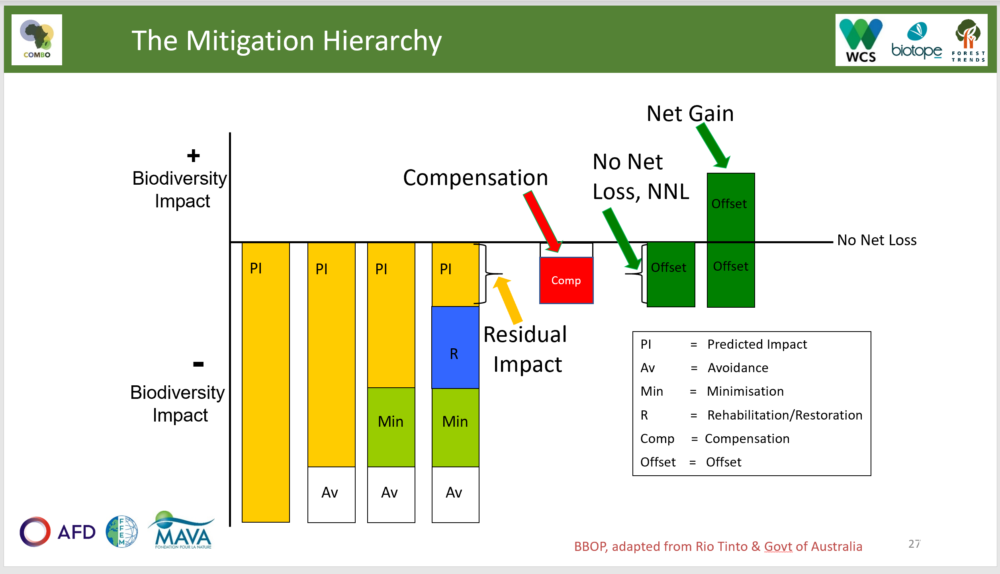 COMBO
The Mitigation Hierarchy
WCS
biotope
FOREST
TRENDS
Net Gain
+
Biodiversity
Impact
Compensation
No Net
Loss, NNL
Offset
No Net Loss
PI
PI
PI
PI
Comp
Offset
Offset
Residual
Impact
R
-
Biodiversity
Impact
Min
Min
Av
Av
Av
PI = Predicted Impact
Av = Avoidance
Min = Minimisation
R = Rehabilitation/Restoration
Comp = Compensation
Offset = Offset
AFD
FFEM
MAVA
FONDATION POUR LA NATURE
BBOP, adapted from Rio Tinto & Govt of Australia
27